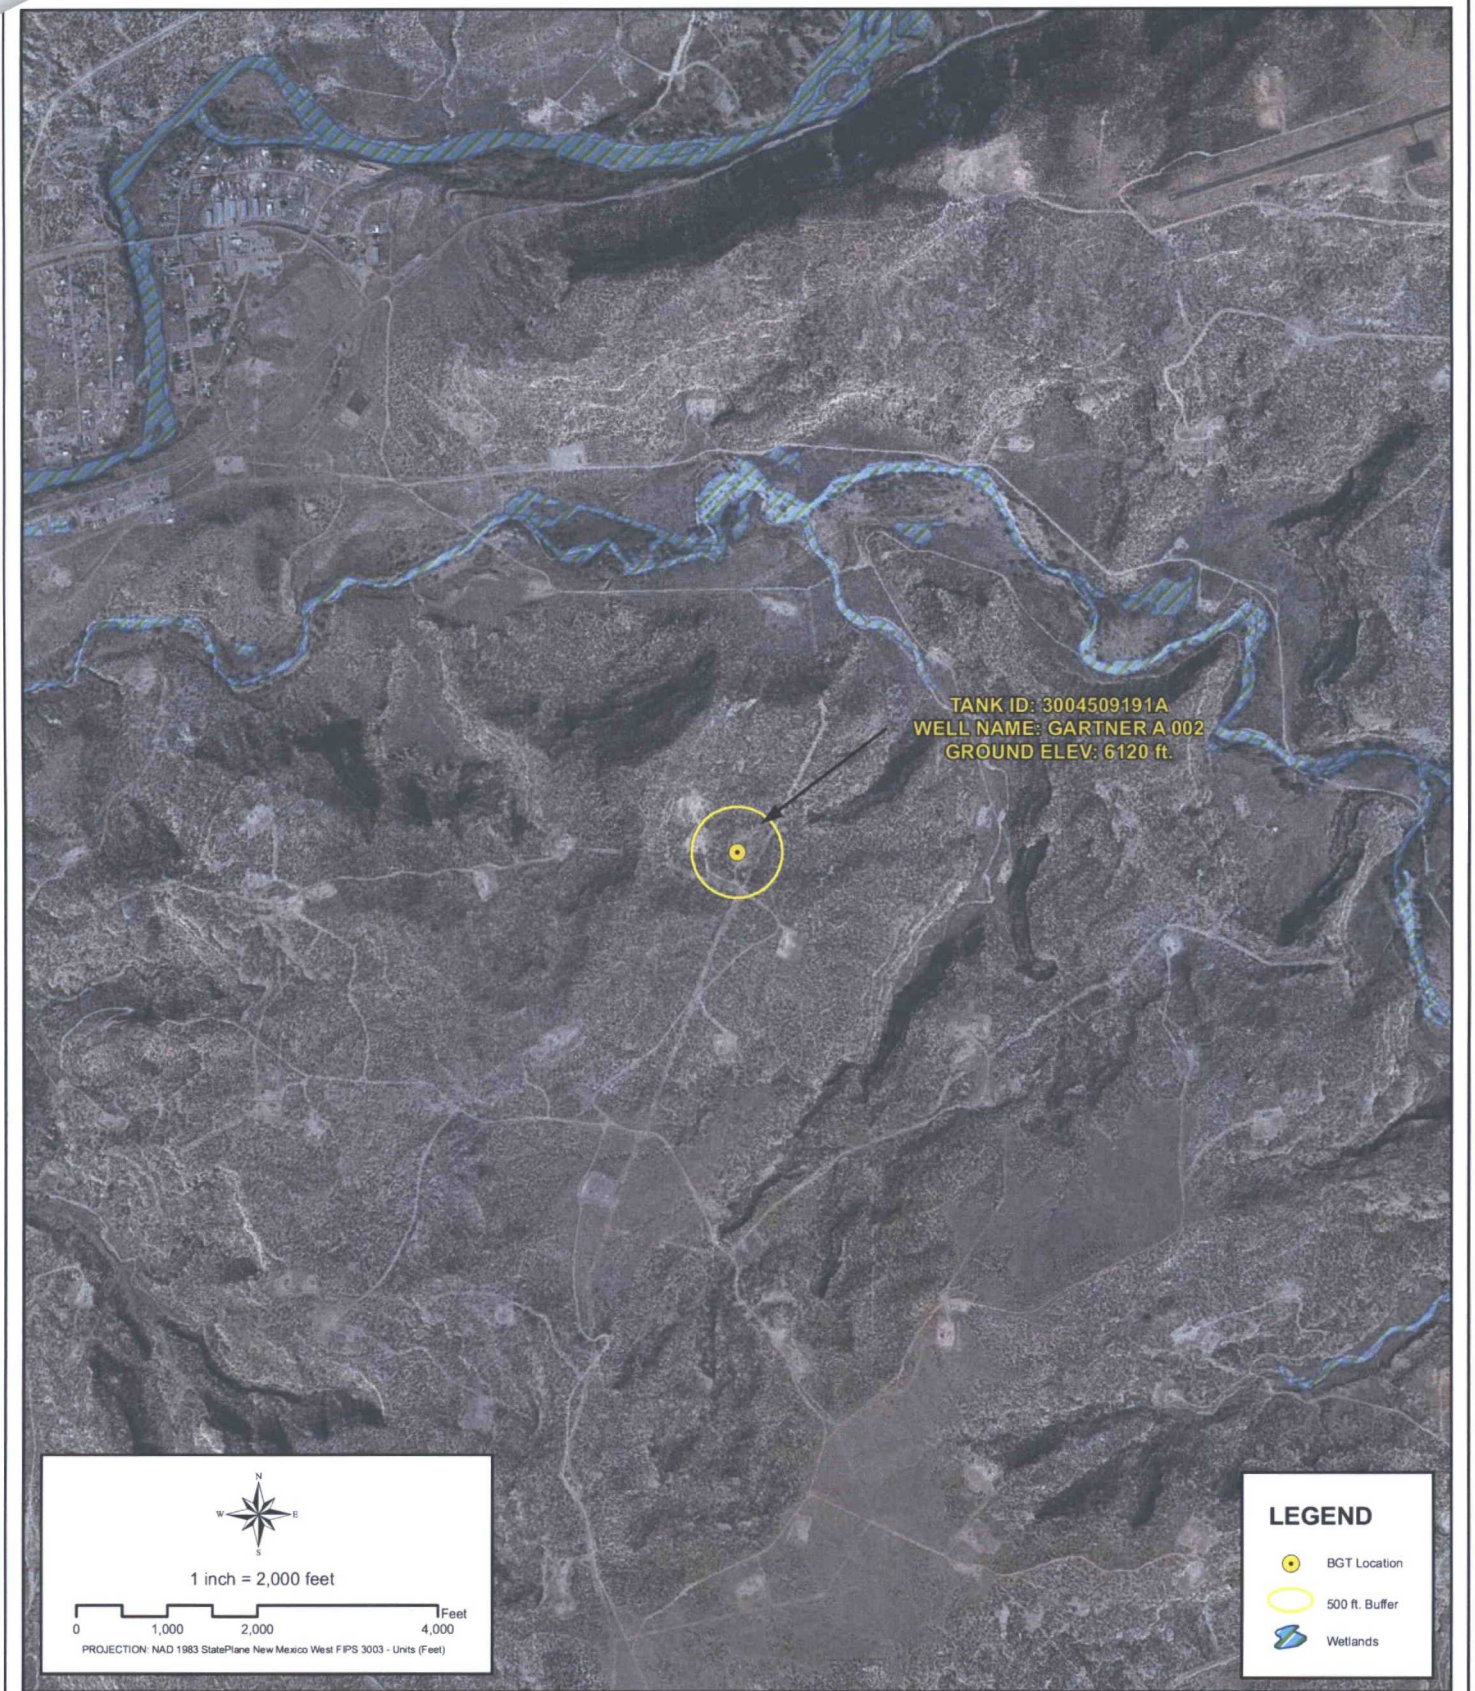 TANK ID: 3004509191A
WELL NAME: GARTNER A 002
GROUND ELEV: 6120 ft.
N
W
E
S
1 inch = 2,000 feet
Feet
0
1,000
2,000
4,000
PROJECTION: NAD 1983 StatePlane New Mexico West FIPS 3003 - Units (Feet)
LEGEND
BGT Location
500 ft. Buffer
Wetlands